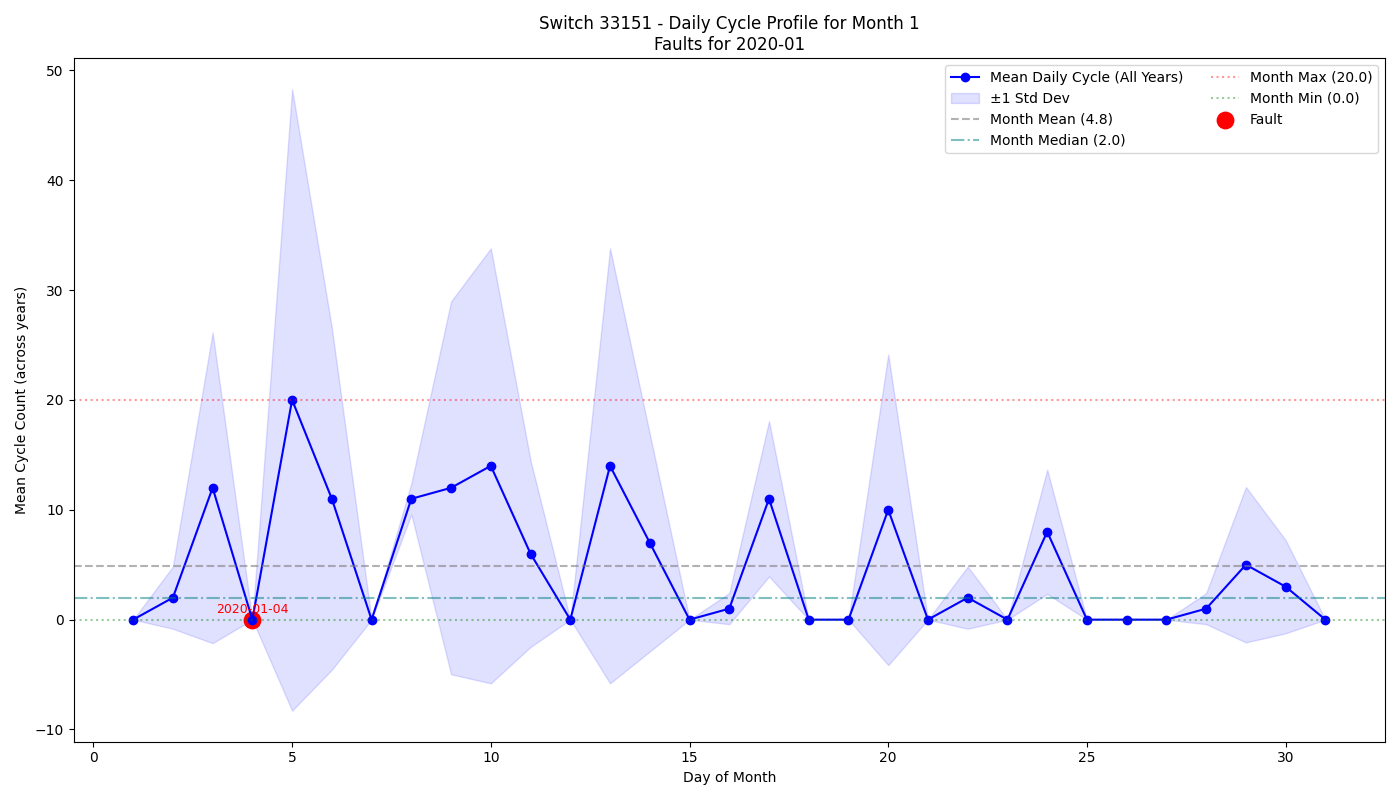 Switch 33151 - Daily Cycle Profile for Month 1
Faults for 2020-01
Mean Daily Cycle (All Years)
±1 Std Dev
Month Mean (4.8)
Month Median (2.0)
Month Max (20.0)
Month Min (0.0)
Fault
Mean Cycle Count (across years)
50
40
30
20
10
0
−10
2020-01-04
0
5
10
15
20
25
30
Day of Month